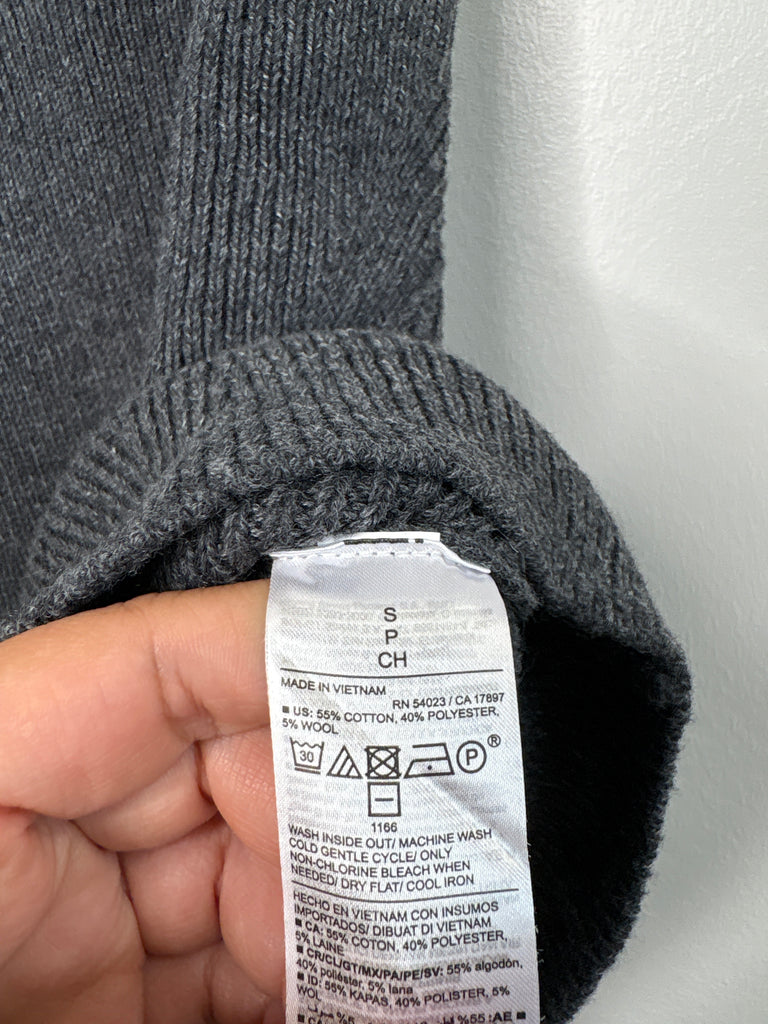 S
P
CH
MADE IN VIETNAM
RN 54023 / CA 17897
■ US: 55% COTTON, 40% POLYESTER,
5% WOOL
30 P ®
1166
WASH INSIDE OUT/ MACHINE WASH
COLD GENTLE CYCLE/ ONLY
NON-CHLORINE BLEACH WHEN
NEEDED/ DRY FLAT/ COOL IRON
HECHO EN VIETNAM CON INSUMOS
IMPORTADOS/ DIBUAT DI VIETNAM
■ CA: 55% COTON, 40% POLYESTER,
5% LAINE
■ CR/CL/GT/MX/PA/PE/SV: 55% algodón,
40% poliéster, 5% lana
■ ID: 55% KAPAS, 40% POLISTER, 5%
WOL